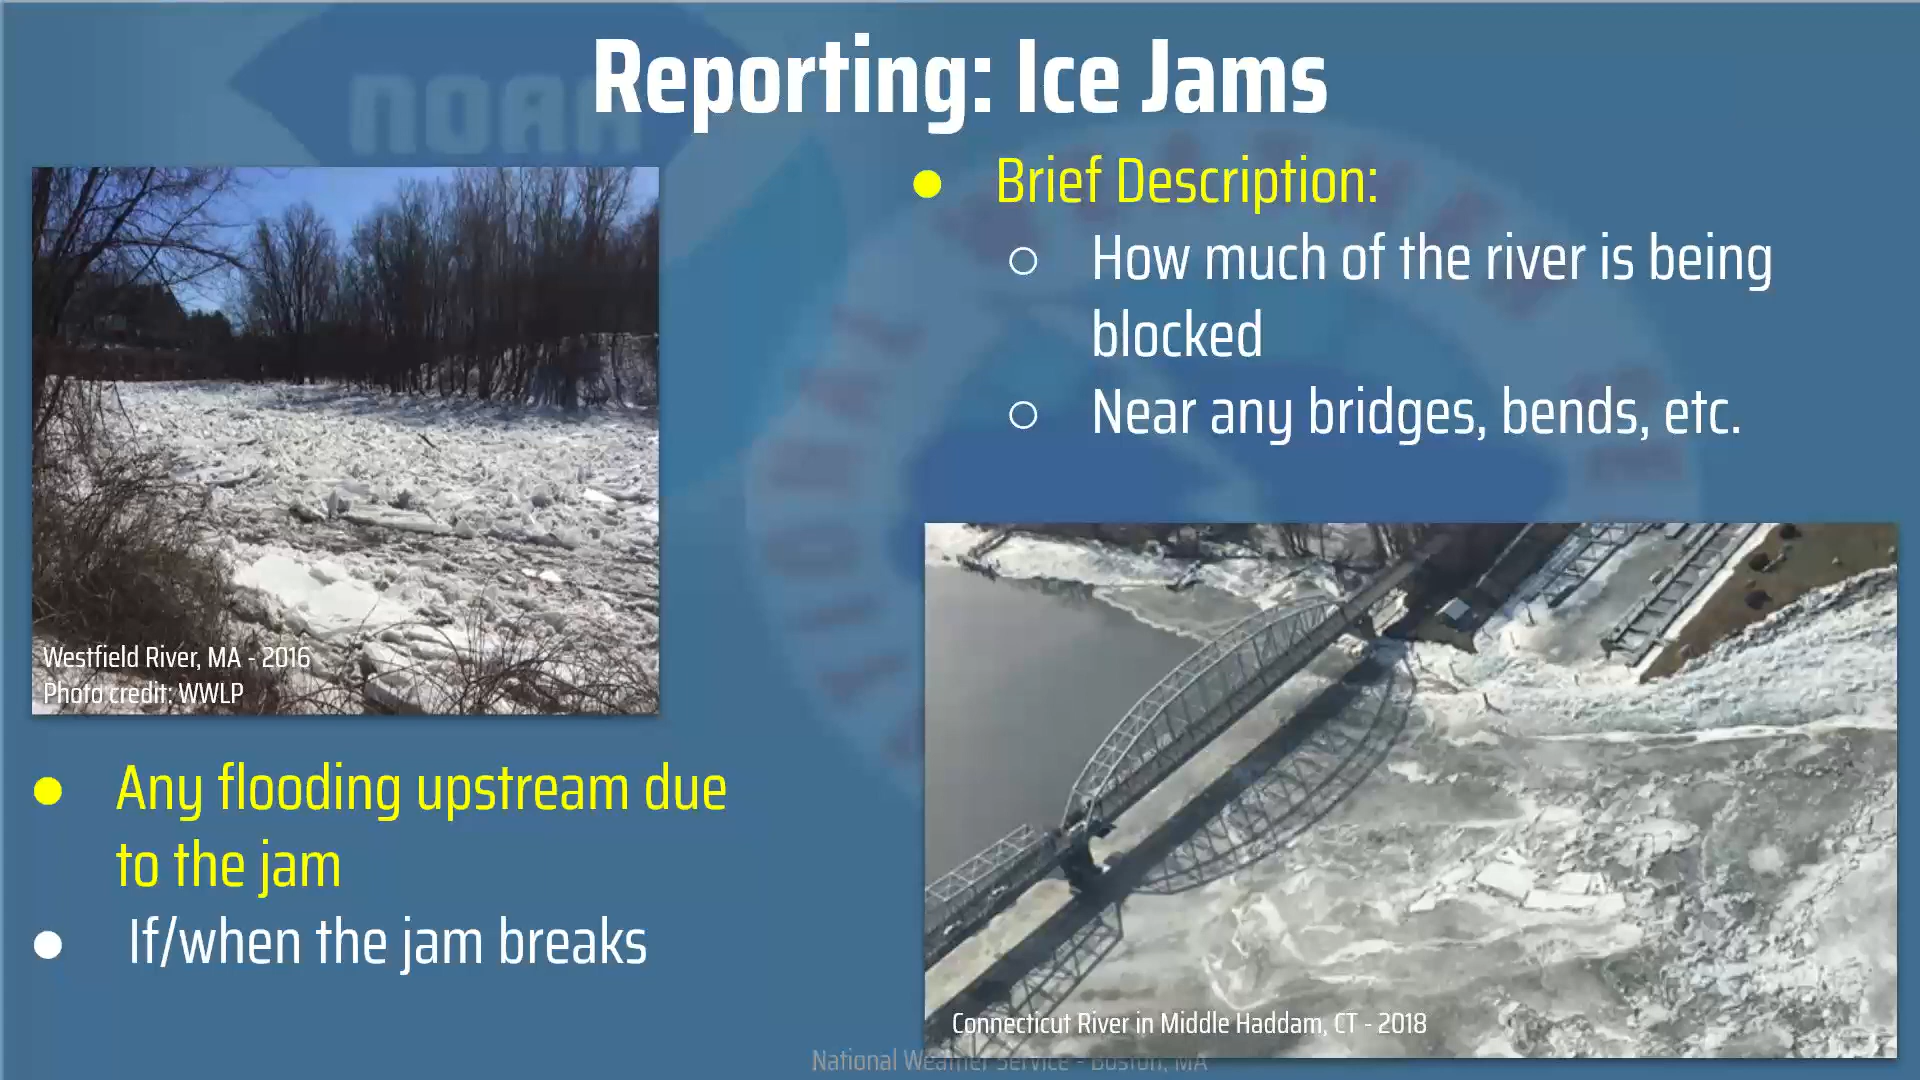 Reporting: Ice Jams
● Brief Description:
○ How much of the river is being
blocked
○ Near any bridges, bends, etc.
Westfield River, MA - 2016
Photo credit: WWLP
● Any flooding upstream due
to the jam
● If/when the jam breaks
Connecticut River in Middle Haddam, CT - 2018
National Weather Service - Boston, MA
noaa